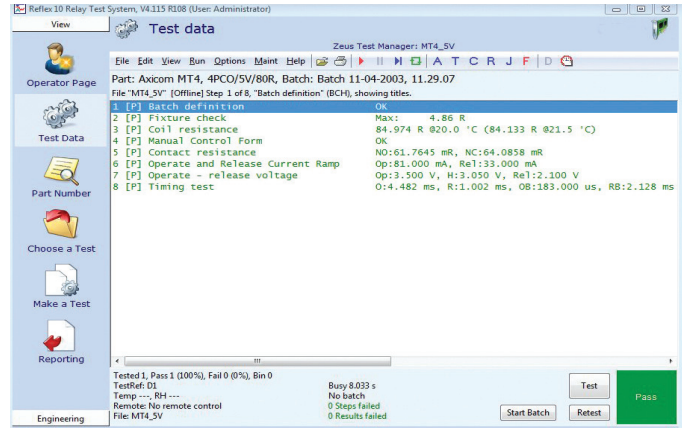 Reflex 10 Relay Test System, V4.115 R108 (User: Administrator)
View
Test data
Zeus Test Manager: MT4_5V
File Edit View Run Options Maint Help A T C R J F D
Operator Page
Part: Axicom MT4, 4PCO/5V/80R, Batch: Batch 11-04-2003, 11.29.07
File "MT4_5V" [Offline] Step 1 of 8, "Batch definition" (BCH), showing titles.
1 [P] Batch definition OK
2 [P] Fixture check Max: 4.86 R
3 [P] Coil resistance 84.974 R @20.0 'C (84.133 R @21.5 'C)
4 [P] Manual Control Form OK
5 [P] Contact resistance NO:61.7645 mR, NC:64.0858 mR
6 [P] Operate and Release Current Ramp Op:81.000 mA, Rel:33.000 mA
7 [P] Operate - release voltage Op:3.500 V, H:3.050 V, Rel:2.100 V
8 [P] Timing test O:4.482 ms, R:1.002 ms, OB:183.000 us, RB:2.128 ms
Test Data
Part Number
Choose a Test
Make a Test
Reporting
Engineering
Tested 1, Pass 1 (100%), Fail 0 (0%), Bin 0
TestRef: D1 Busy 8.033 s
Temp ---, RH --- No batch
Remote: No remote control 0 Steps failed
File: MT4_5V 0 Results failed
Test
Start Batch Retest
Pass